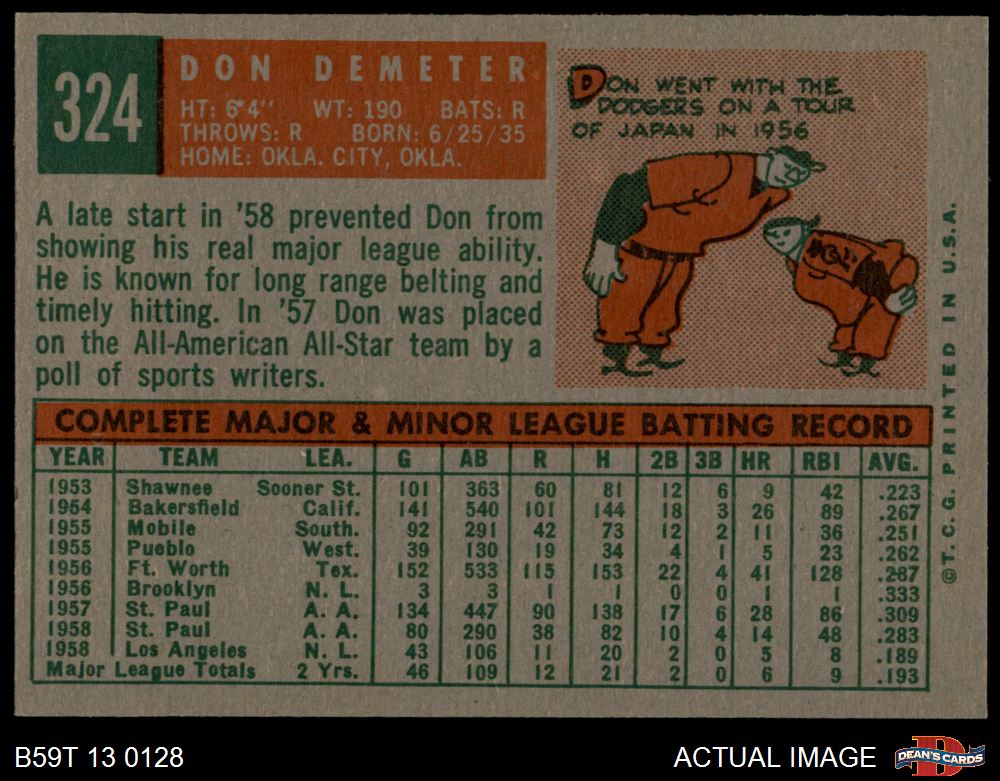 324
DON DEMETER
HT: 6'4" WT: 190 BATS: R
THROWS: R BORN: 6/25/35
HOME: OKLA. CITY, OKLA.
DON WENT WITH THE
DODGERS ON A TOUR
OF JAPAN IN 1956
A late start in '58 prevented Don from
showing his real major league ability.
He is known for long range belting and
timely hitting. In '57 Don was placed
on the All-American All-Star team by a
poll of sports writers.
©T. C. G. PRINTED IN U.S.A.
COMPLETE MAJOR & MINOR LEAGUE BATTING RECORD
YEAR TEAM LEA. G AB R H 2B 3B HR RBI AVG.
1953 Shawnee Sooner St. 101 363 60 81 12 6 9 42 .223
1954 Bakersfield Calif. 141 540 101 144 18 3 26 89 .267
1955 Mobile South. 92 291 42 73 12 2 11 36 .251
1955 Pueblo West. 39 130 19 34 4 1 5 23 .262
1956 Ft. Worth Tex. 152 533 115 153 22 4 41 128 .287
1956 Brooklyn N. L. 3 3 1 1 0 0 1 1 .333
1957 St. Paul A. A. 134 447 90 138 17 6 28 86 .309
1958 St. Paul A. A. 80 290 38 82 10 4 14 48 .283
1958 Los Angeles N. L. 43 106 11 20 2 0 5 8 .189
Major League Totals 2 Yrs. 46 109 12 21 2 0 6 9 .193
B59T 13 0128
ACTUAL IMAGE
D
DEAN'S CARDS